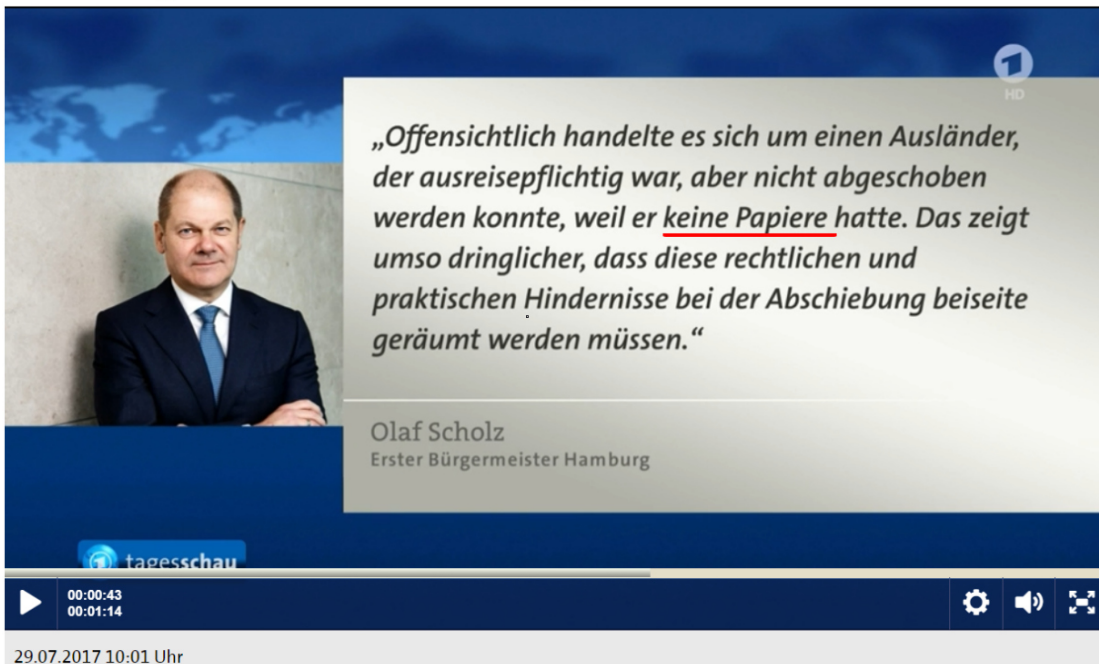 HD
„Offensichtlich handelte es sich um einen Ausländer,
der ausreisepflichtig war, aber nicht abgeschoben
werden konnte, weil er keine Papiere hatte. Das zeigt
umso dringlicher, dass diese rechtlichen und
praktischen Hindernisse bei der Abschiebung beiseite
geräumt werden müssen.“
Olaf Scholz
Erster Bürgermeister Hamburg
tagesschau
00:00:43
00:01:14
29.07.2017 10:01 Uhr